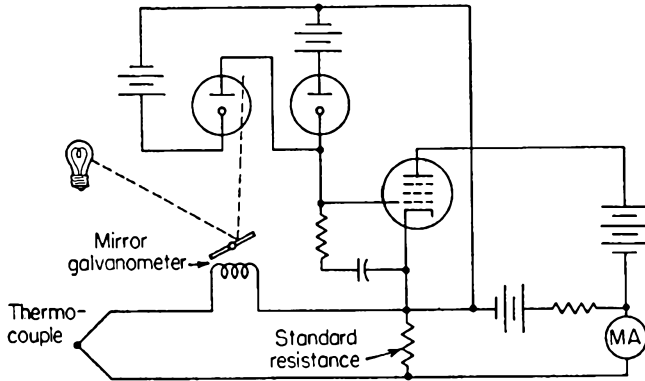 Mirror
galvanometer
Thermo-
couple
Standard
resistance
MA